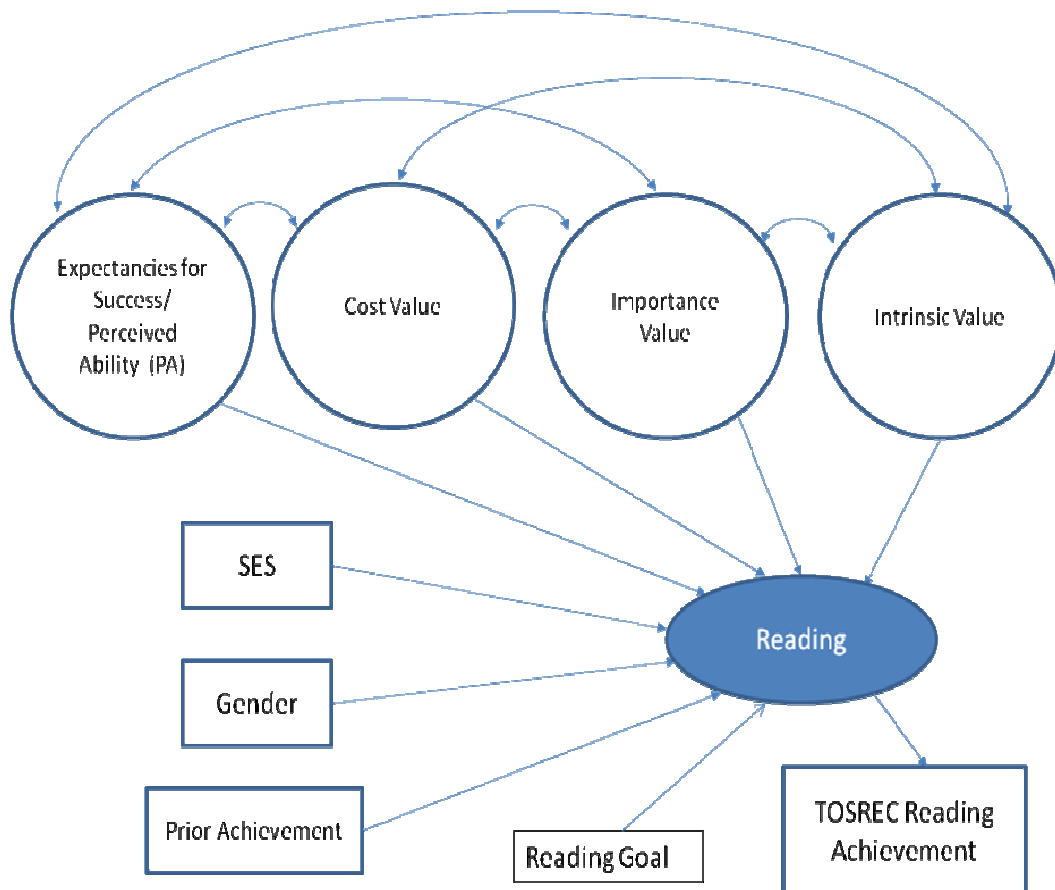 Expectancies for
Success/
Perceived
Ability (PA)
Cost Value
Importance
Value
Intrinsic Value
SES
Reading
Gender
Prior Achievement
Reading Goal
TOSREC Reading
Achievement